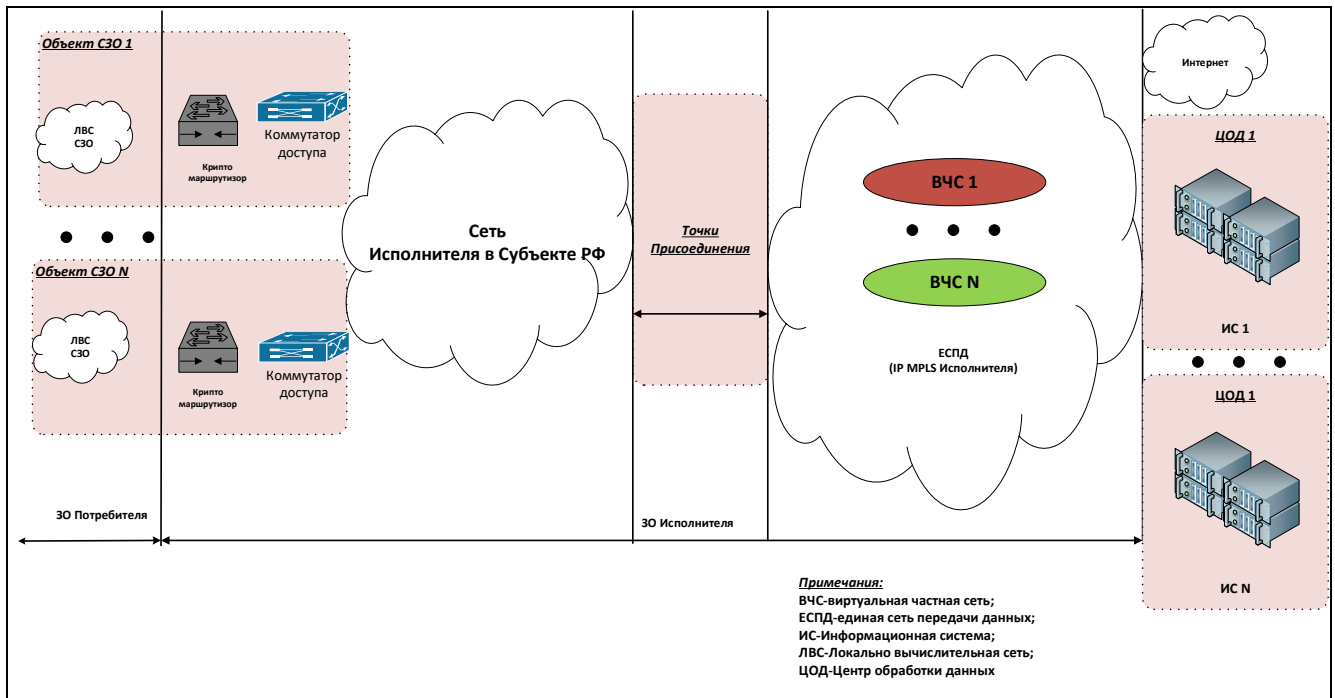 Объект СЗО 1
ЛВС
СЗО
Крипто
маршрутизор
Коммутатор
доступа
Объект СЗО N
ЛВС
СЗО
Крипто
маршрутизор
Коммутатор
доступа
Сеть
Исполнителя в Субъекте РФ
Точки
Присоединения
ВЧС 1
ВЧС N
ЕСПД
(IP MPLS Исполнителя)
Интернет
ЦОД 1
ИС 1
ЦОД 1
ИС N
ЗО Потребителя
ЗО Исполнителя
Примечания:
ВЧС-виртуальная частная сеть;
ЕСПД-единая сеть передачи данных;
ИС-Информационная система;
ЛВС-Локально вычислительная сеть;
ЦОД-Центр обработки данных